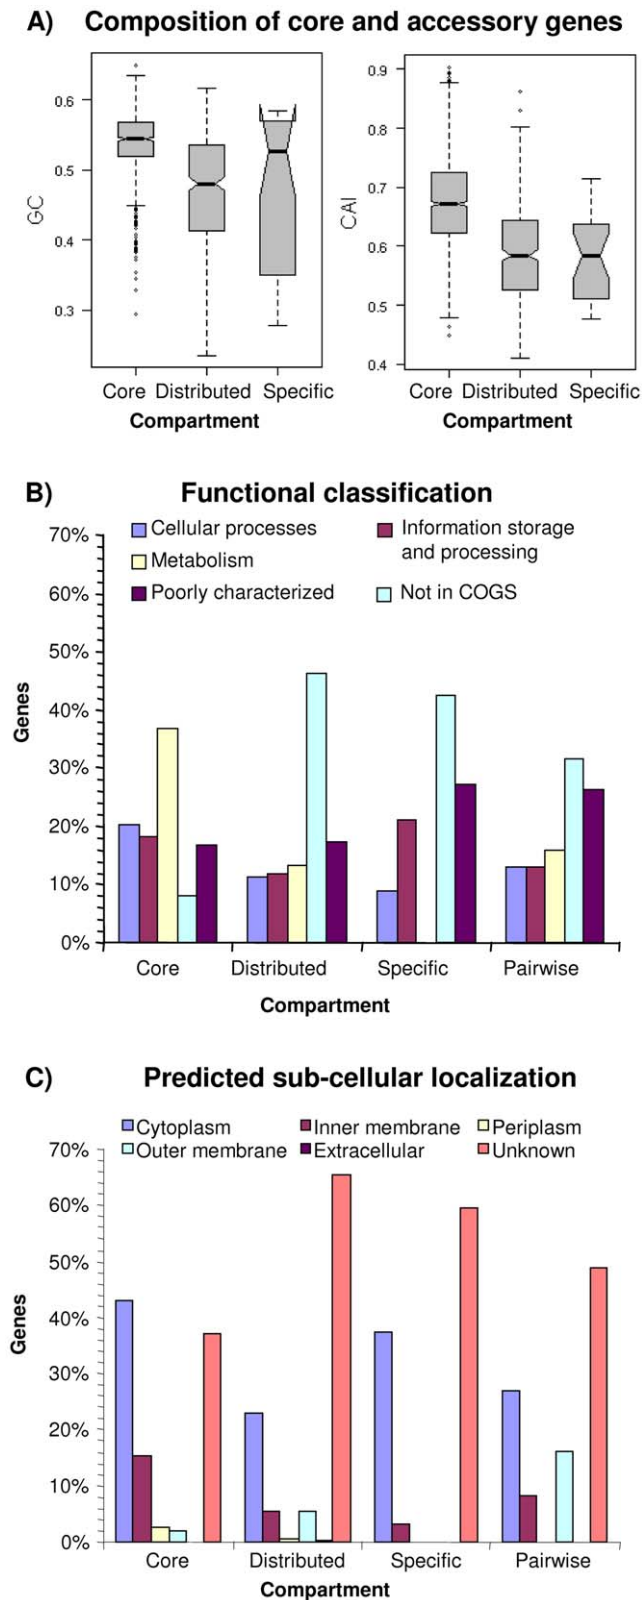 A) Composition of core and accessory genes
0.6
0.5
0.4
0.3
GC
Core Distributed Specific
Compartment
0.9
0.8
0.7
0.6
0.5
0.4
CAI
Core Distributed Specific
Compartment
B) Functional classification
Cellular processes
Information storage
and processing
Metabolism
Poorly characterized
Not in COGS
70%
60%
50%
40%
30%
20%
10%
0%
Genes
Core Distributed Specific Pairwise
Compartment
C) Predicted sub-cellular localization
Cytoplasm Inner membrane Periplasm
Outer membrane Extracellular Unknown
70%
60%
50%
40%
30%
20%
10%
0%
Genes
Core Distributed Specific Pairwise
Compartment